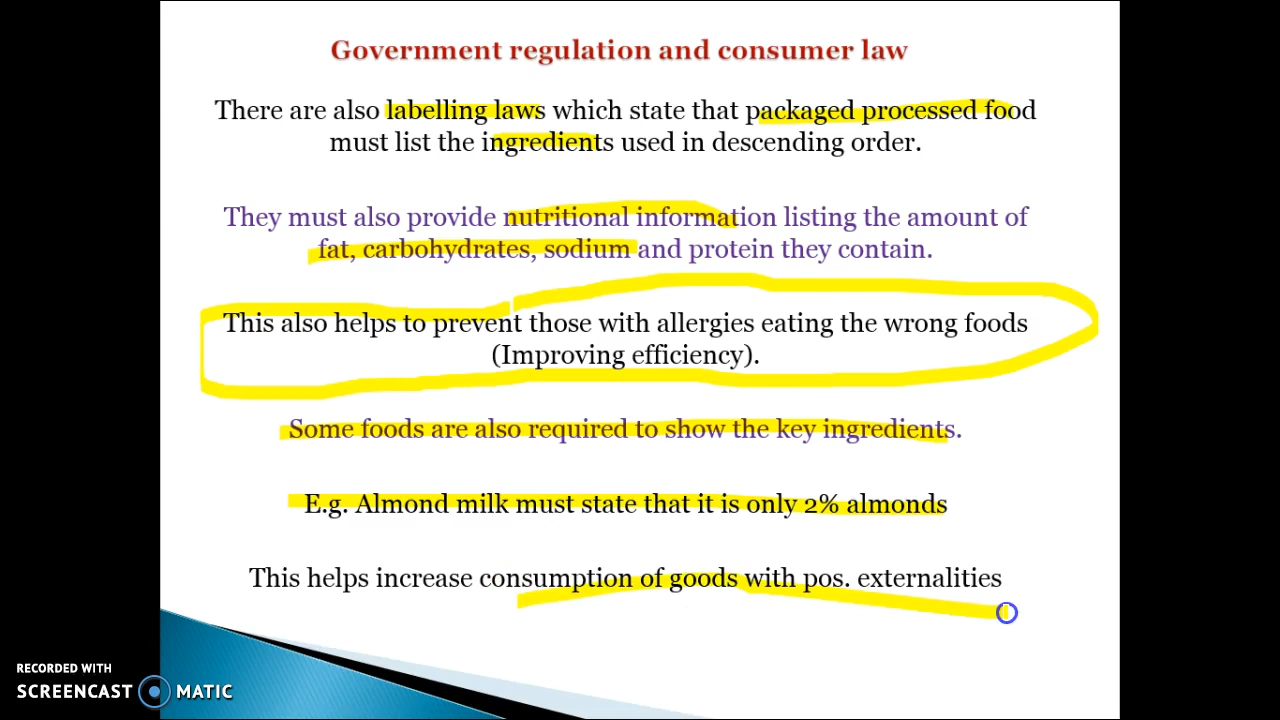 Government regulation and consumer law
There are also labelling laws which state that packaged processed food
must list the ingredients used in descending order.
They must also provide nutritional information listing the amount of
fat, carbohydrates, sodium and protein they contain.
This also helps to prevent those with allergies eating the wrong foods
(Improving efficiency).
Some foods are also required to show the key ingredients.
E.g. Almond milk must state that it is only 2% almonds
This helps increase consumption of goods with pos. externalities
RECORDED WITH
SCREENCAST MATIC